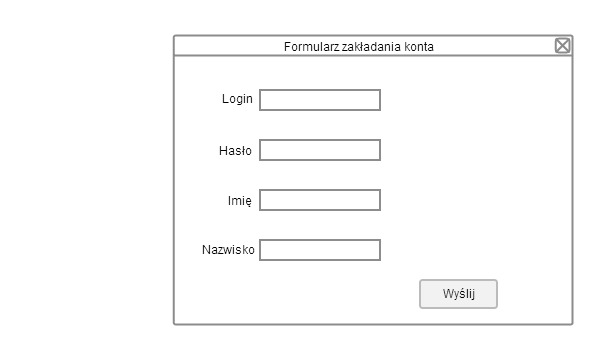 Formularz zakładania konta
Login
Hasło
Imię
Nazwisko
Wyślij